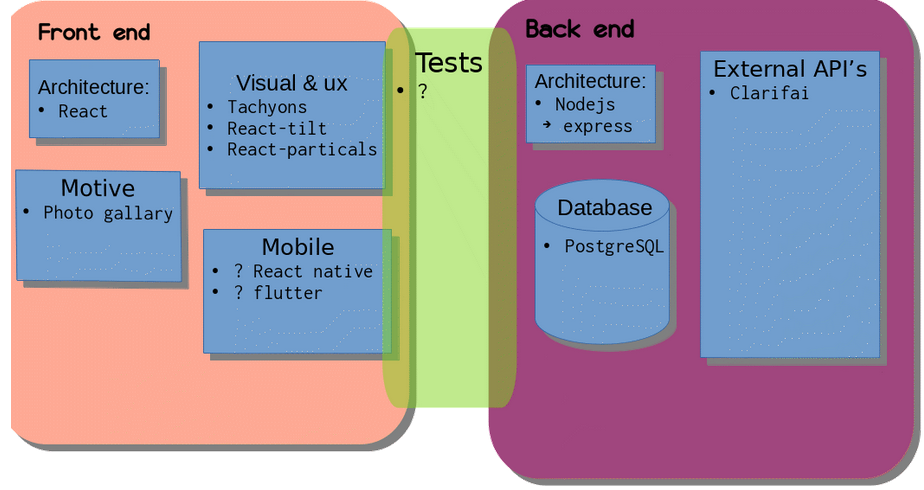 Front end
Architecture:
• React
Visual & ux
• Tachyons
• React-tilt
• React-particals
Motive
• Photo gallary
Mobile
• ? React native
• ? flutter
Tests
• ?
Back end
Architecture:
• Nodejs
➔ express
Database
• PostgreSQL
External API’s
• Clarifai